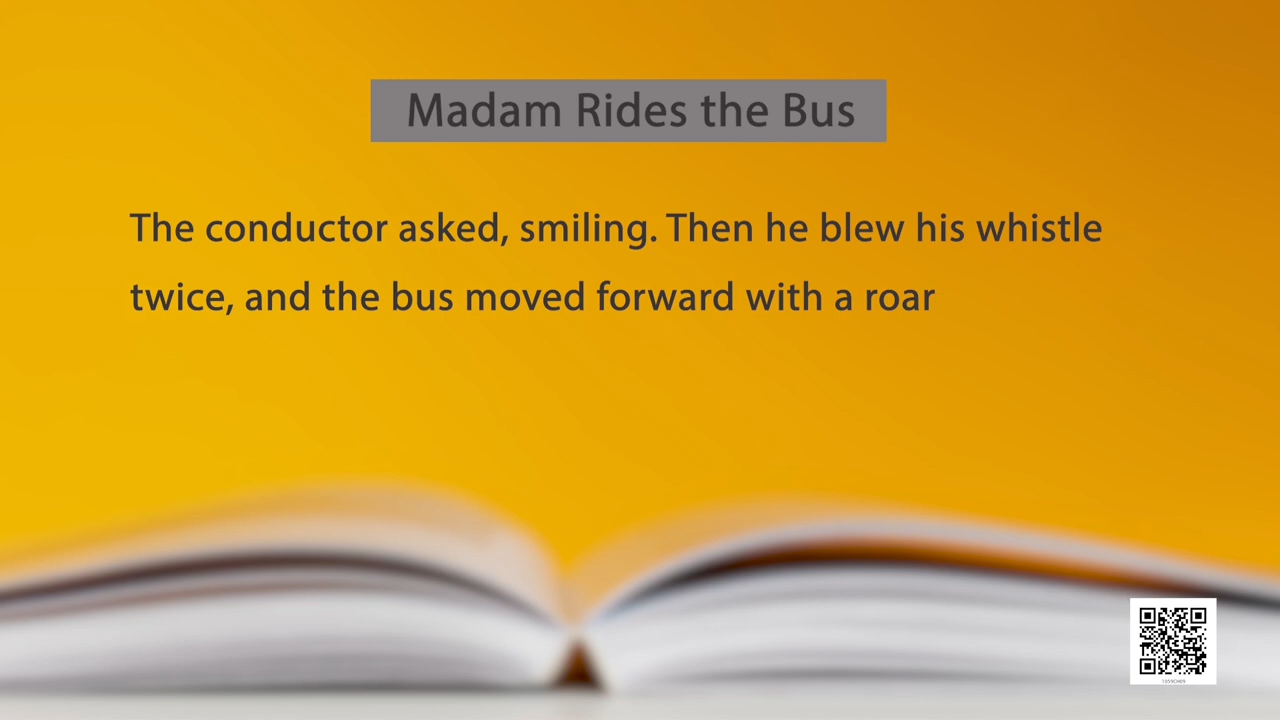 Madam Rides the Bus
The conductor asked, smiling. Then he blew his whistle
twice, and the bus moved forward with a roar